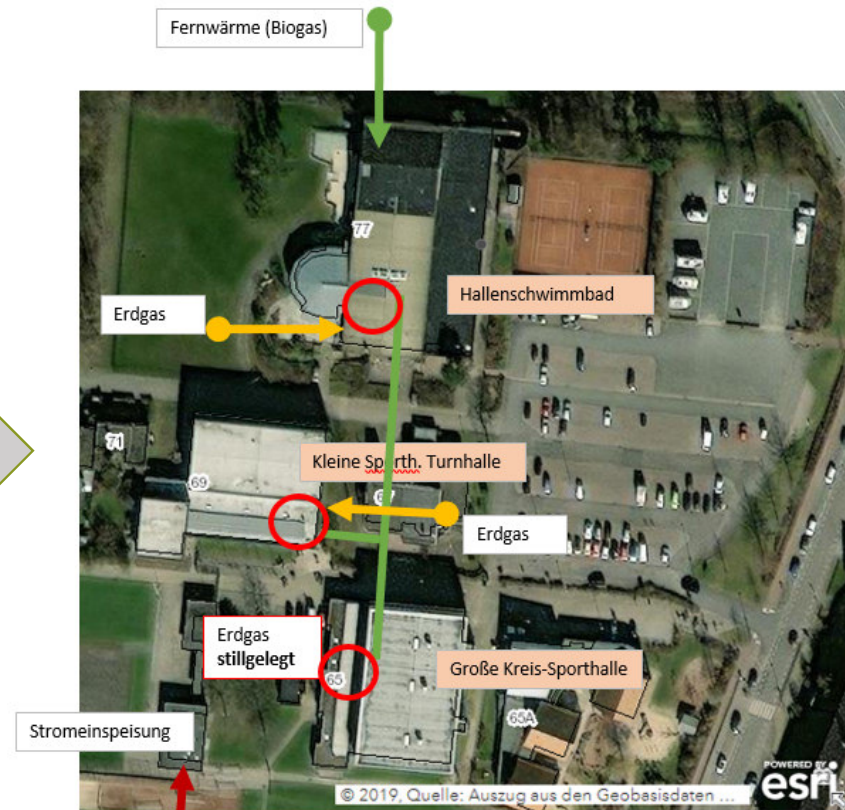 Fernwärme (Biogas)
77
Hallenschwimmbad
Erdgas
71
Kleine Sporth. Turnhalle
69
67
Erdgas
Erdgas
stillgelegt
65
Große Kreis-Sporthalle
65A
Stromeinspeisung
POWERED BY
esri
© 2019, Quelle: Auszug aus den Geobasisdaten ...